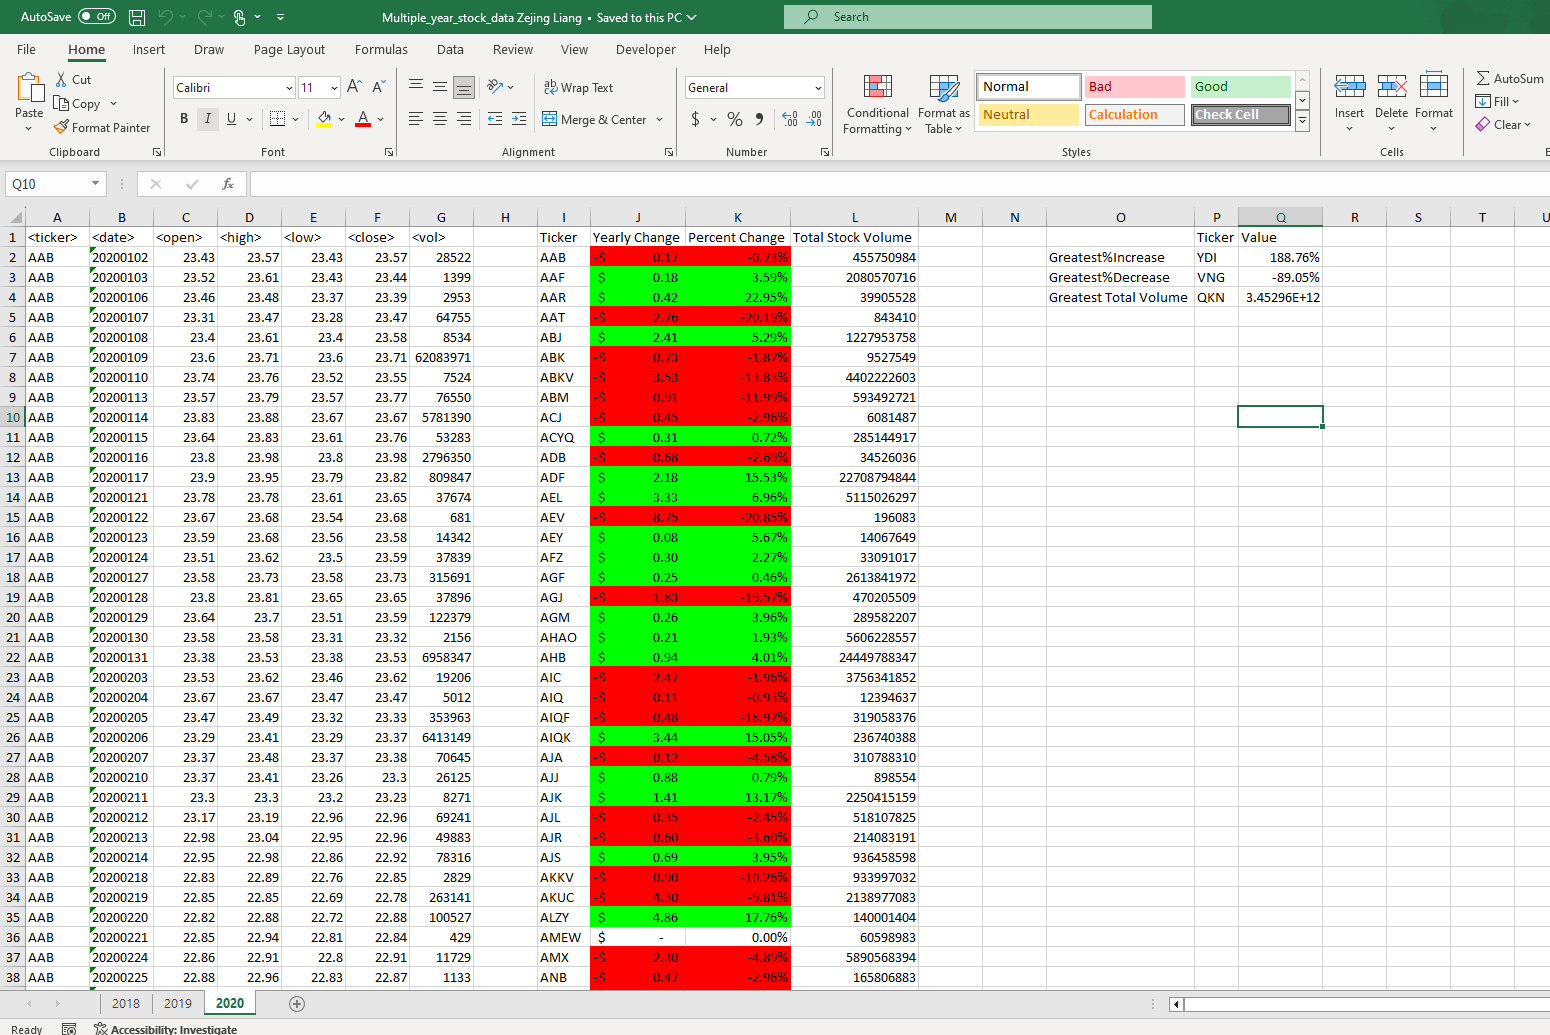 AutoSave Off Multiple_year_stock_data Zejing Liang • Saved to this PC Search
File Home Insert Draw Page Layout Formulas Data Review View Developer Help
Paste Cut Copy Format Painter
Clipboard
Calibri 11 A A
B I U A
Font
ab Wrap Text
Merge & Center
Alignment
General
$ % 9 .00 .00
Number
Conditional Formatting Format as Table
Normal Bad Good
Neutral Calculation Check Cell
Styles
Insert Delete Format
Cells
AutoSum
Fill
Clear
Q10 fx
A B C D E F G H I J K L M N O P Q R S T U
1 <ticker> <date> <open> <high> <low> <close> <vol> Ticker Yearly Change Percent Change Total Stock Volume Ticker Value
2 AAB 20200102 23.43 23.57 23.43 23.57 28522 AAB -$ 0.17 -0.73% 455750984 Greatest%Increase YDI 188.76%
3 AAB 20200103 23.52 23.61 23.43 23.44 1399 AAF $ 0.18 3.59% 2080570716 Greatest%Decrease VNG -89.05%
4 AAB 20200106 23.46 23.48 23.37 23.39 2953 AAR $ 0.42 22.95% 39905528 Greatest Total Volume QKN 3.45296E+12
5 AAB 20200107 23.31 23.47 23.28 23.47 64755 AAT -$ 2.76 -20.19% 843410
6 AAB 20200108 23.4 23.61 23.4 23.58 8534 ABJ $ 2.41 5.29% 1227953758
7 AAB 20200109 23.6 23.71 23.6 23.71 62083971 ABK -$ 0.73 -1.87% 9527549
8 AAB 20200110 23.74 23.76 23.52 23.55 7524 ABKV -$ 3.53 -13.83% 4402222603
9 AAB 20200113 23.57 23.79 23.57 23.77 76550 ABM -$ 0.91 -11.99% 593492721
10 AAB 20200114 23.83 23.88 23.67 23.67 5781390 ACJ -$ 0.45 -2.96% 6081487
11 AAB 20200115 23.64 23.83 23.61 23.76 53283 ACYQ $ 0.31 0.72% 285144917
12 AAB 20200116 23.8 23.98 23.8 23.98 2796350 ADB -$ 0.68 -2.69% 34526036
13 AAB 20200117 23.9 23.95 23.79 23.82 809847 ADF $ 2.18 15.53% 22708794844
14 AAB 20200121 23.78 23.78 23.61 23.65 37674 AEL $ 3.33 6.96% 5115026297
15 AAB 20200122 23.67 23.68 23.54 23.68 681 AEV -$ 8.75 -20.85% 196083
16 AAB 20200123 23.59 23.68 23.56 23.58 14342 AEY $ 0.08 5.67% 14067649
17 AAB 20200124 23.51 23.62 23.5 23.59 37839 AFZ $ 0.30 2.27% 33091017
18 AAB 20200127 23.58 23.73 23.58 23.73 315691 AGF $ 0.25 0.46% 2613841972
19 AAB 20200128 23.8 23.81 23.65 23.65 37896 AGJ -$ 1.83 -19.57% 470205509
20 AAB 20200129 23.64 23.7 23.51 23.59 122379 AGM $ 0.26 3.96% 289582207
21 AAB 20200130 23.58 23.58 23.31 23.32 2156 AHAO $ 0.21 1.93% 5606228557
22 AAB 20200131 23.38 23.53 23.38 23.53 6958347 AHB $ 0.94 4.01% 24449788347
23 AAB 20200203 23.53 23.62 23.46 23.62 19206 AIC -$ 2.47 -1.96% 3756341852
24 AAB 20200204 23.67 23.67 23.47 23.47 5012 AIQ -$ 0.11 -0.93% 12394637
25 AAB 20200205 23.47 23.49 23.32 23.33 353963 AIQF -$ 0.48 -18.97% 319058376
26 AAB 20200206 23.29 23.41 23.29 23.37 6413149 AIQK $ 3.44 15.05% 236740388
27 AAB 20200207 23.37 23.48 23.37 23.38 70645 AJA -$ 0.12 -4.58% 310788310
28 AAB 20200210 23.37 23.41 23.26 23.3 26125 AJJ $ 0.88 0.79% 898554
29 AAB 20200211 23.3 23.3 23.2 23.23 8271 AJK $ 1.41 13.17% 2250415159
30 AAB 20200212 23.17 23.19 22.96 22.96 69241 AJL -$ 0.35 -2.45% 518107825
31 AAB 20200213 22.98 23.04 22.95 22.96 49883 AJR -$ 0.60 -3.60% 214083191
32 AAB 20200214 22.95 22.98 22.86 22.92 78316 AJS $ 0.69 3.95% 936458598
33 AAB 20200218 22.83 22.89 22.76 22.85 2829 AKKV -$ 0.90 -10.26% 933997032
34 AAB 20200219 22.85 22.85 22.69 22.78 263141 AKUC -$ 4.30 -9.81% 2138977083
35 AAB 20200220 22.82 22.88 22.72 22.88 100527 ALZY $ 4.86 17.76% 140001404
36 AAB 20200221 22.85 22.94 22.81 22.84 429 AMEW $ - 0.00% 60598983
37 AAB 20200224 22.86 22.91 22.8 22.91 11729 AMX -$ 2.30 -4.89% 5890568394
38 AAB 20200225 22.88 22.96 22.83 22.87 1133 ANB -$ 0.47 -2.96% 165806883
2018 2019 2020
Ready Accessibility: Investigate